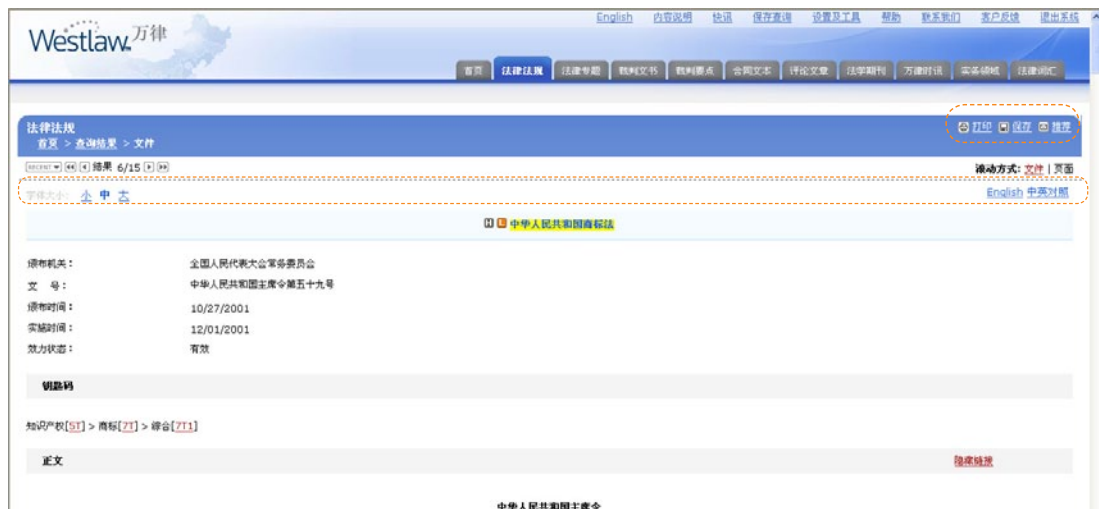 English 内容说明 快讯 保存查询 设置及工具 帮助 联系我们 客户反馈 退出系统
Westlaw 万律
首页 法律法规 法律专题 裁判文书 裁判要点 合同文本 评论文章 法学期刊 万律时讯 实务领域 法律词汇
法律法规
打印 保存 推荐
首页 > 查询结果 > 文件
结果 6/15
滚动方式: 文件 | 页面
字体大小: 小 中 大
English 中英对照
中华人民共和国商标法
颁布机关: 全国人民代表大会常务委员会
文 号: 中华人民共和国主席令第五十九号
颁布时间: 10/27/2001
实施时间: 12/01/2001
效力状态: 有效
钥匙码
知识产权[5T] > 商标[7T] > 综合[7T1]
正文 隐藏链接
中华人民共和国主席令